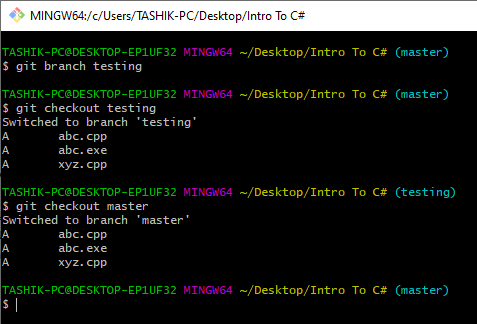 MINGW64:/c/Users/TASHIK-PC/Desktop/Intro To C#
TASHIK-PC@DESKTOP-EP1UF32 MINGW64 ~/Desktop/Intro To C# (master)
$ git branch testing
TASHIK-PC@DESKTOP-EP1UF32 MINGW64 ~/Desktop/Intro To C# (master)
$ git checkout testing
Switched to branch 'testing'
A       abc.cpp
A       abc.exe
A       xyz.cpp
TASHIK-PC@DESKTOP-EP1UF32 MINGW64 ~/Desktop/Intro To C# (testing)
$ git checkout master
Switched to branch 'master'
A       abc.cpp
A       abc.exe
A       xyz.cpp
TASHIK-PC@DESKTOP-EP1UF32 MINGW64 ~/Desktop/Intro To C# (master)
$